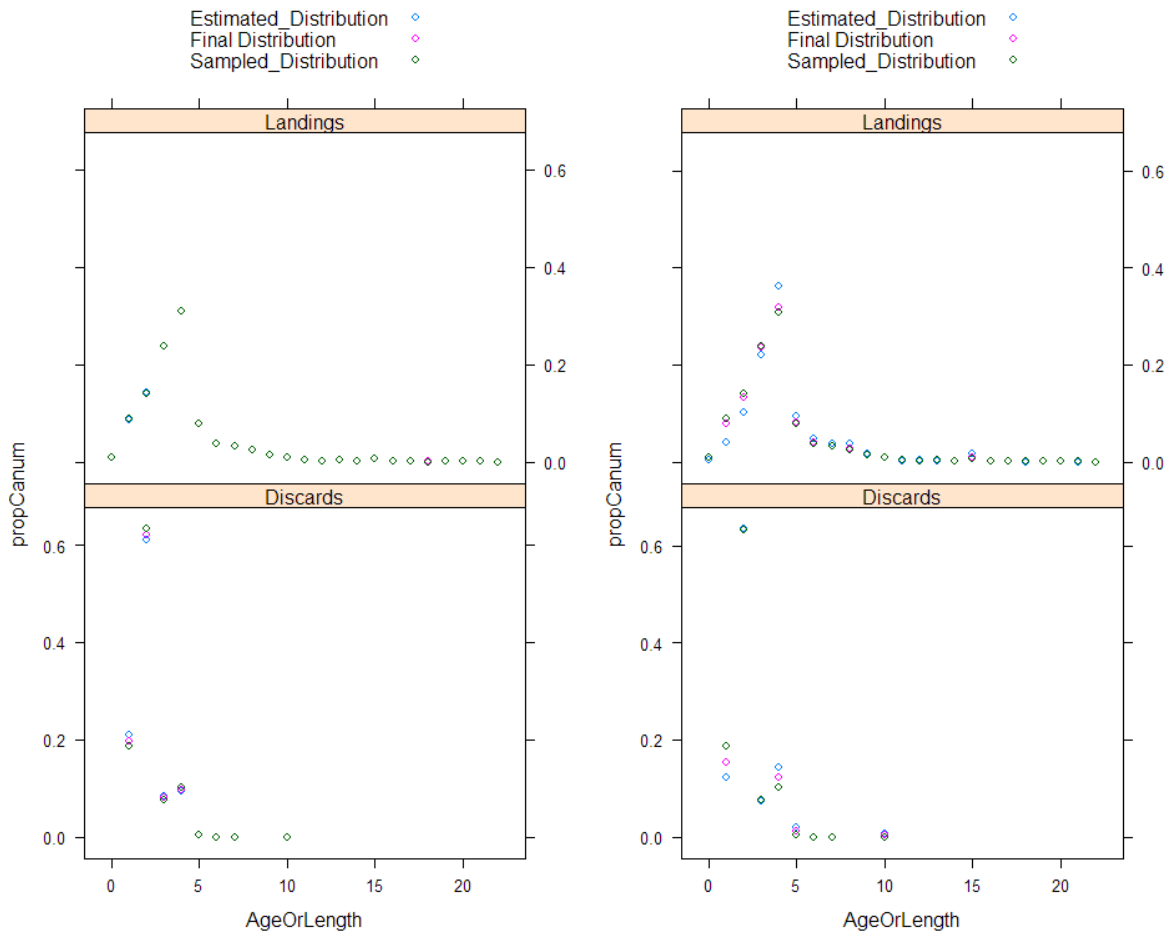 Estimated_Distribution
Final Distribution
Sampled_Distribution
Landings
0.6
0.4
0.2
0.0
Discards
0.6
0.4
0.2
0.0
propCanum
0 5 10 15 20
AgeOrLength
Estimated_Distribution
Final Distribution
Sampled_Distribution
Landings
0.6
0.4
0.2
0.0
Discards
0.6
0.4
0.2
0.0
propCanum
0 5 10 15 20
AgeOrLength